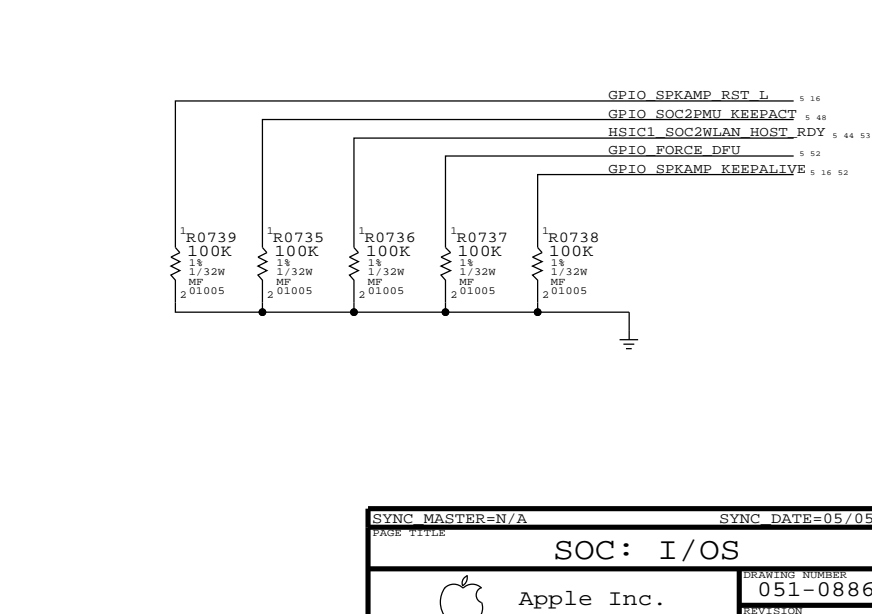 GPIO_SPKAMP_RST_L 5 16
GPIO_SOC2PMU_KEEPACT 5 48
HSIC1_SOC2WLAN_HOST_RDY 5 44 53
GPIO_FORCE_DFU 5 52
GPIO_SPKAMP_KEEPALIVE 5 16 52
1 R0739 1 R0735 1 R0736 1 R0737 1 R0738
100K 100K 100K 100K 100K
1% 1% 1% 1% 1%
1/32W 1/32W 1/32W 1/32W 1/32W
MF MF MF MF MF
2 01005 2 01005 2 01005 2 01005 2 01005
SYNC_MASTER=N/A SYNC_DATE=05/05
PAGE TITLE
SOC: I/OS
DRAWING NUMBER
Apple Inc. 051-0886
REVISION